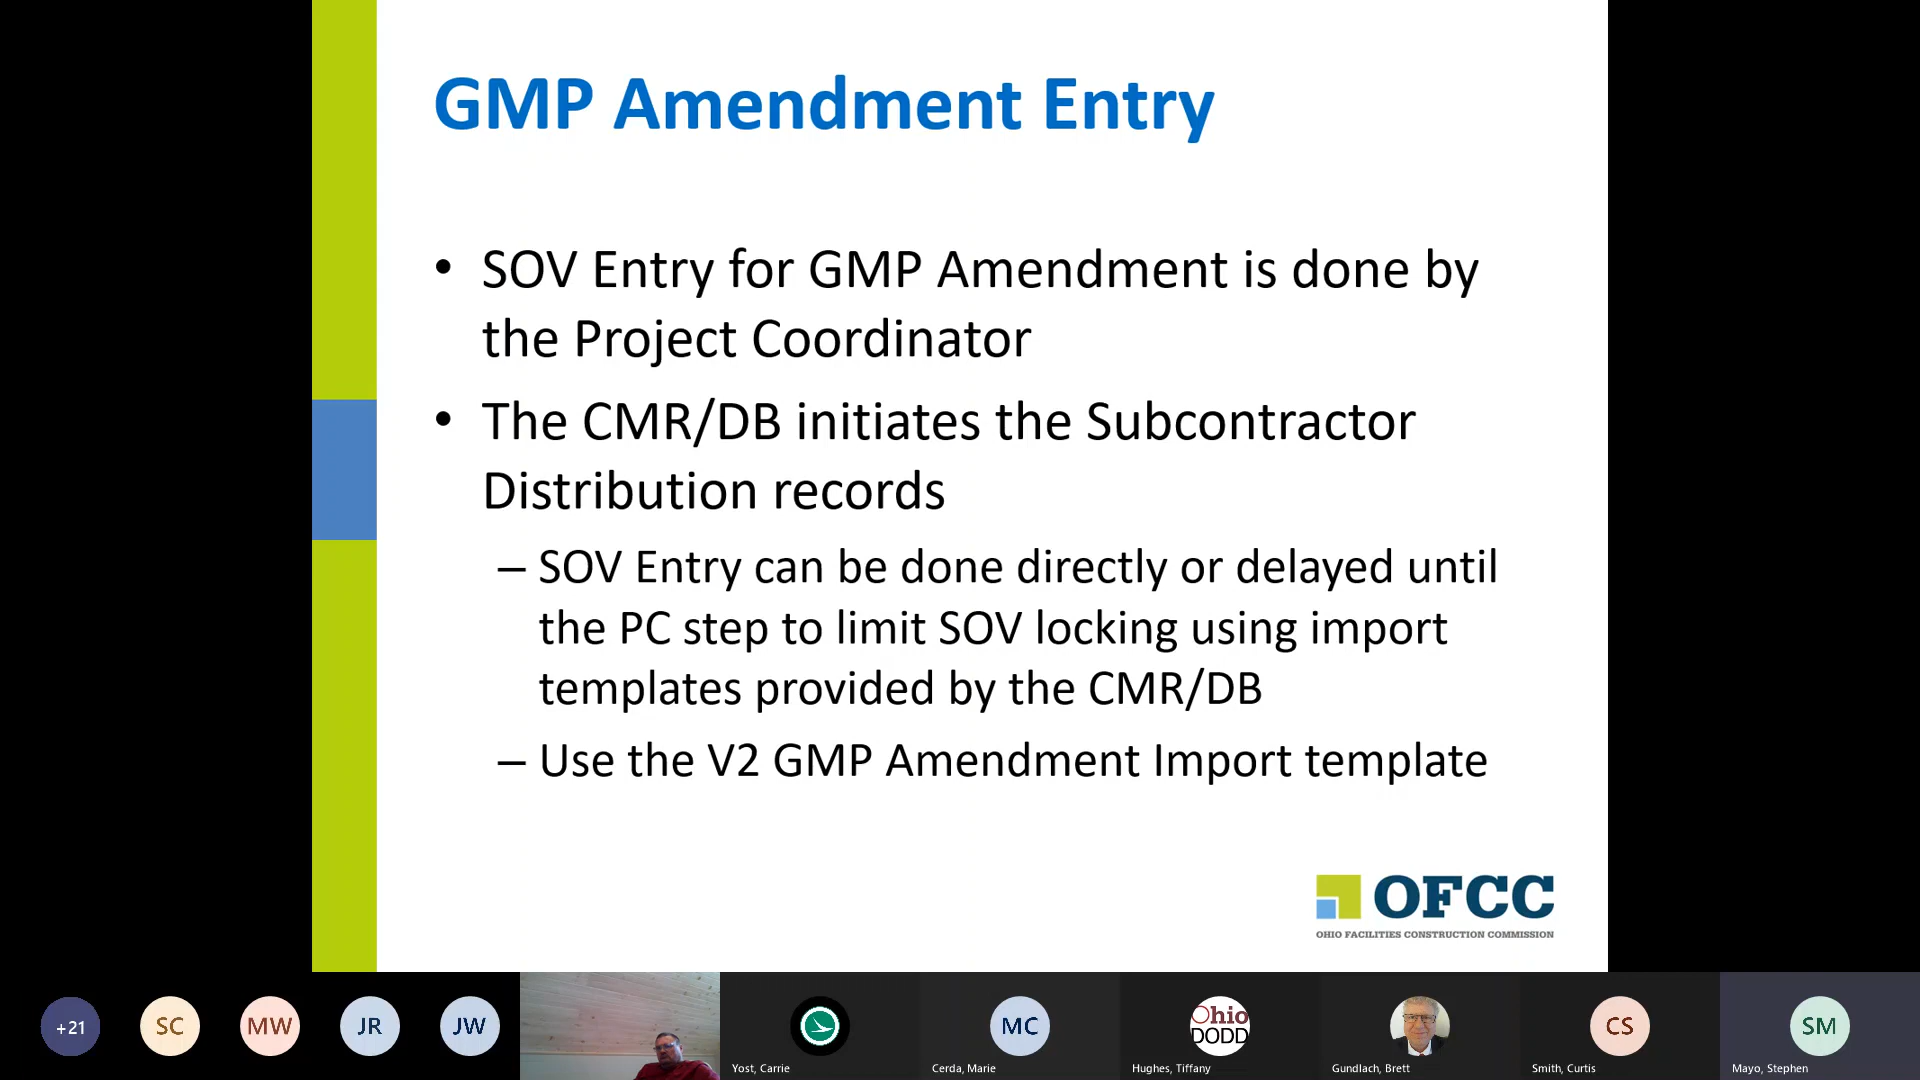 GMP Amendment Entry
• SOV Entry for GMP Amendment is done by
the Project Coordinator
• The CMR/DB initiates the Subcontractor
Distribution records
– SOV Entry can be done directly or delayed until
the PC step to limit SOV locking using import
templates provided by the CMR/DB
– Use the V2 GMP Amendment Import template
OFCC
OHIO FACILITIES CONSTRUCTION COMMISSION
+21
SC
MW
JR
JW
MC
Ohio
DODD
CS
SM
Yost, Carrie
Cerda, Marie
Hughes, Tiffany
Gundlach, Brett
Smith, Curtis
Mayo, Stephen